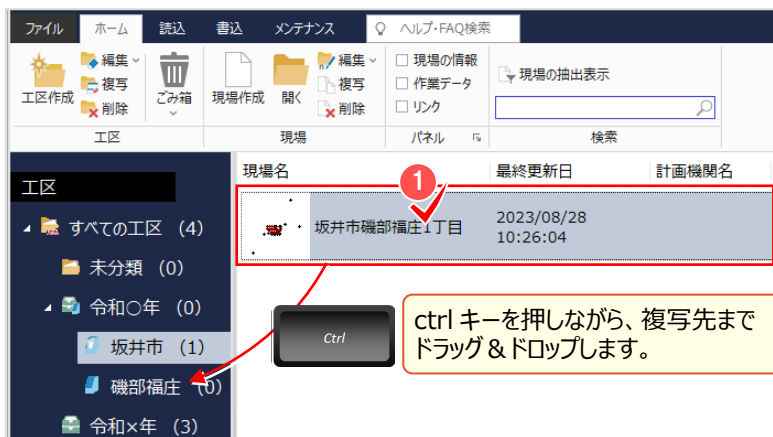 ファイル ホーム 読込 書込 メンテナンス ヘルプ・FAQ検索
工区作成
編集
複写
削除
ごみ箱
工区
現場作成
開く
編集
複写
削除
現場
現場の情報
作業データ
リンク
パネル
現場の抽出表示
検索
工区
すべての工区 (4)
未分類 (0)
令和○年 (0)
坂井市 (1)
磯部福庄 (0)
令和×年 (3)
現場名 最終更新日 計画機関名
1
坂井市磯部福庄1丁目
2023/08/28
10:26:04
Ctrl
ctrl キーを押しながら、複写先まで
ドラッグ＆ドロップします。